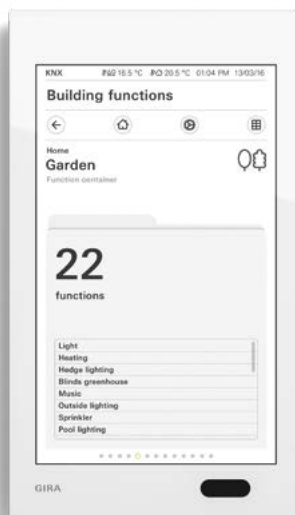 KNX 16.5 °C 20.5 °C 01:04 PM 13/03/16
Building functions
Home
Garden
Function container
22
functions
Light
Heating
Hedge lighting
Blinds greenhouse
Music
Outside lighting
Sprinkler
Pool lighting
GIRA